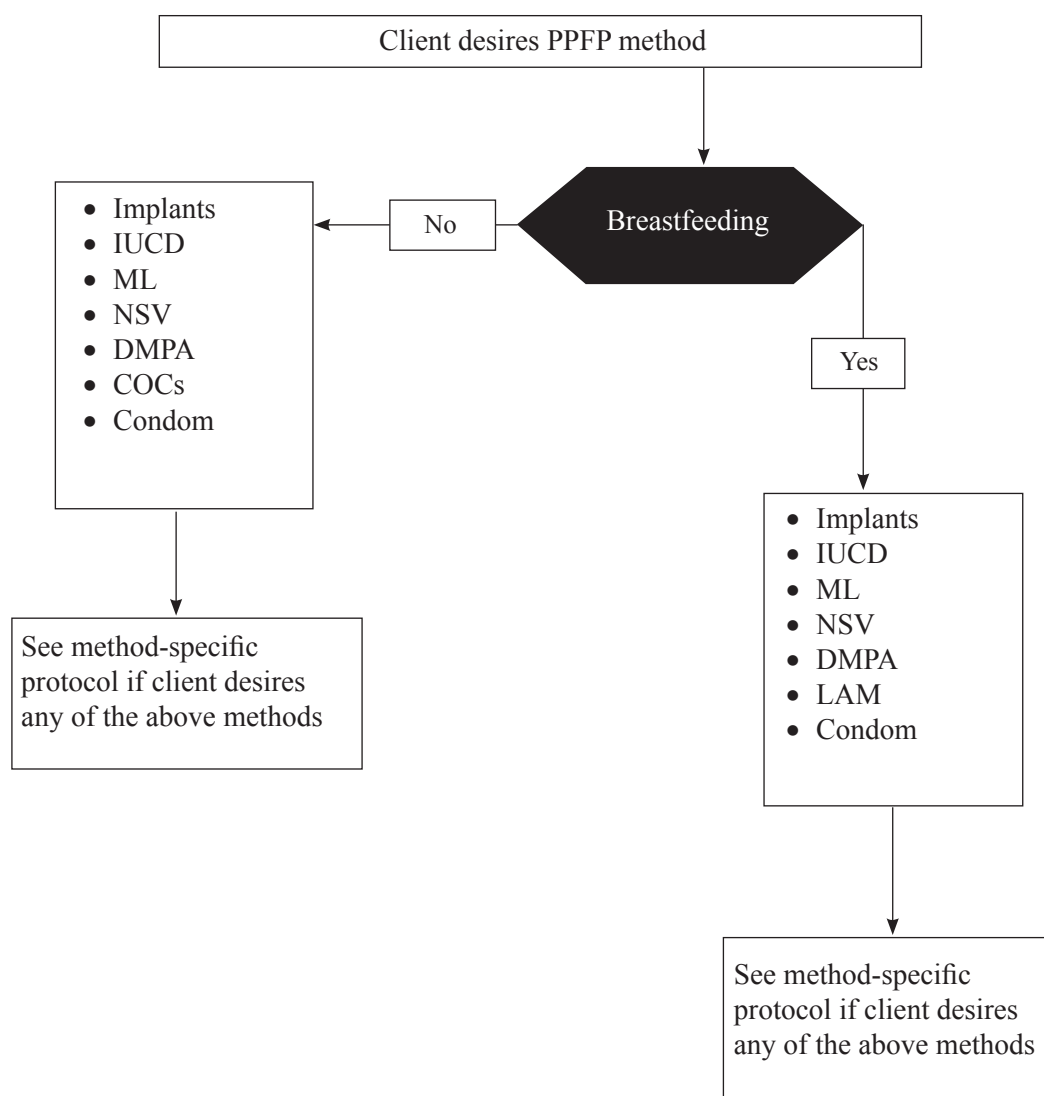 Client desires PPFP method
Breastfeeding
No
• Implants
• IUCD
• ML
• NSV
• DMPA
• COCs
• Condom
See method-specific
protocol if client desires
any of the above methods
Yes
• Implants
• IUCD
• ML
• NSV
• DMPA
• LAM
• Condom
See method-specific
protocol if client desires
any of the above methods